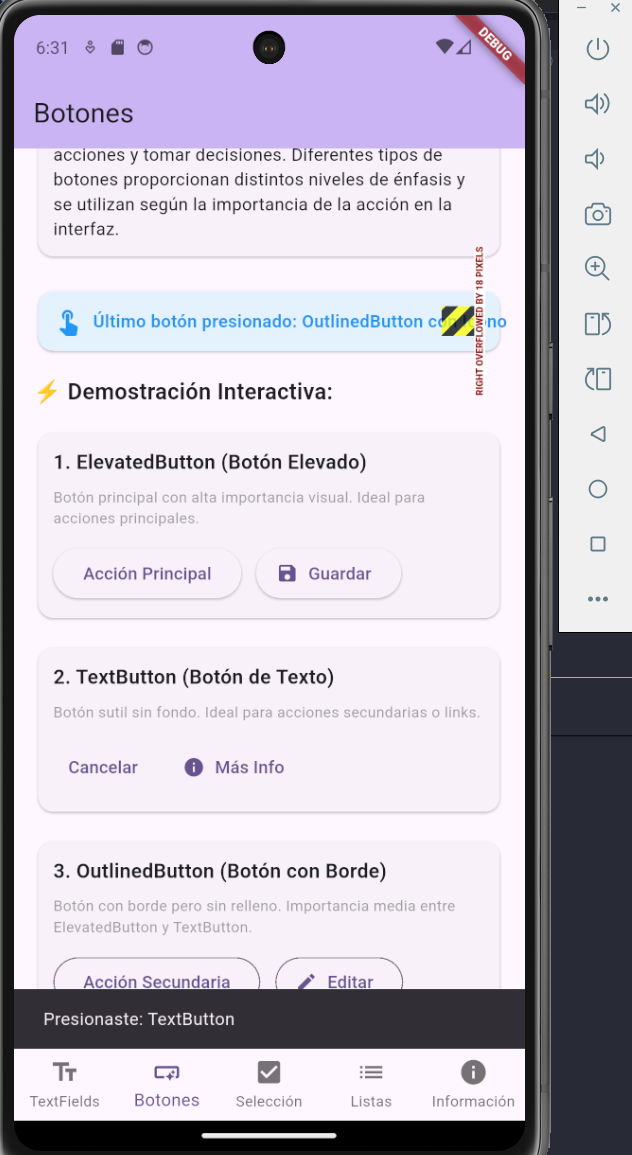 6:31
DEBUG
Botones
acciones y tomar decisiones. Diferentes tipos de
botones proporcionan distintos niveles de énfasis y
se utilizan según la importancia de la acción en la
interfaz.
RIGHT OVERFLOWED BY 18 PIXELS
Último botón presionado: OutlinedButton con Icono
⚡ Demostración Interactiva:
1. ElevatedButton (Botón Elevado)
Botón principal con alta importancia visual. Ideal para
acciones principales.
Acción Principal
Guardar
2. TextButton (Botón de Texto)
Botón sutil sin fondo. Ideal para acciones secundarias o links.
Cancelar
Más Info
3. OutlinedButton (Botón con Borde)
Botón con borde pero sin relleno. Importancia media entre
ElevatedButton y TextButton.
Acción Secundaria
Editar
Presionaste: TextButton
TextFields
Botones
Selección
Listas
Información